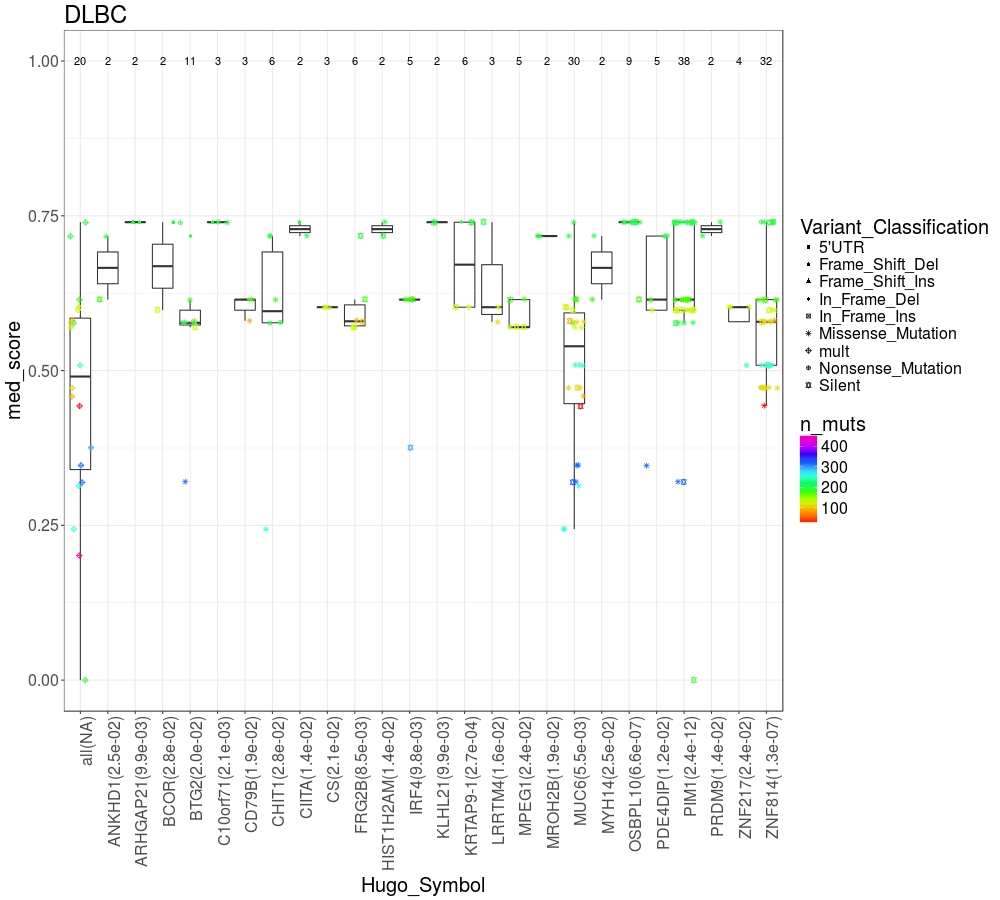 DLBC
1.00
0.75
0.50
0.25
0.00
med_score
20 2 2 2 11 3 3 6 2 3 6 2 5 2 6 3 5 2 30 2 9 5 38 2 4 32
all(NA)
ANKHD1(2.5e-02)
ARHGAP21(9.9e-03)
BCOR(2.8e-02)
BTG2(2.0e-02)
C10orf71(2.1e-03)
CD79B(1.9e-02)
CHIT1(2.8e-02)
CIITA(1.4e-02)
CS(2.1e-02)
FRG2B(8.5e-03)
HIST1H2AM(1.4e-02)
IRF4(9.8e-03)
KLHL21(9.9e-03)
KRTAP9-1(2.7e-04)
LRRTM4(1.6e-02)
MPEG1(2.4e-02)
MROH2B(1.9e-02)
MUC6(5.5e-03)
MYH14(2.5e-02)
OSBPL10(6.6e-07)
PDE4DIP(1.2e-02)
PIM1(2.4e-12)
PRDM9(1.4e-02)
ZNF217(2.4e-02)
ZNF814(1.3e-07)
Hugo_Symbol
Variant_Classification
5'UTR
Frame_Shift_Del
Frame_Shift_Ins
In_Frame_Del
In_Frame_Ins
Missense_Mutation
mult
Nonsense_Mutation
Silent
n_muts
400
300
200
100